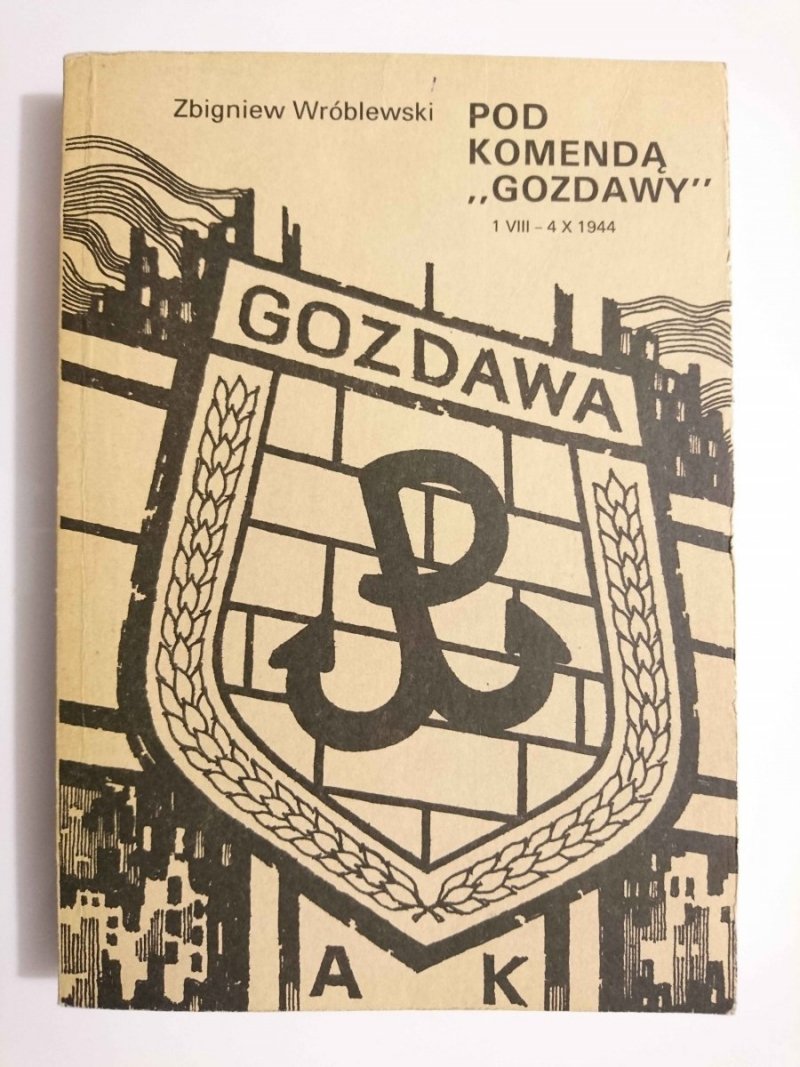 Zbigniew Wróblewski
POD
KOMENDĄ
,,GOZDAWY''
1 VIII – 4 X 1944
GOZDAWA
A K